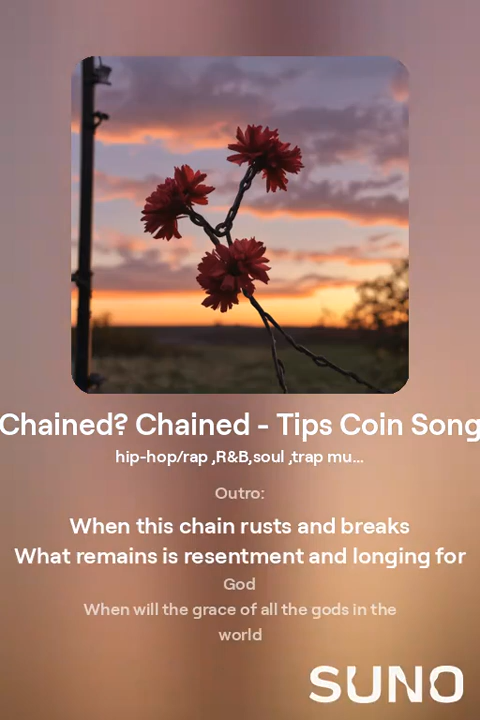 Chained? Chained - Tips Coin Song
hip-hop/rap ,R&B,soul ,trap mu...
Outro:
When this chain rusts and breaks
What remains is resentment and longing for
God
When will the grace of all the gods in the
world
SUNO